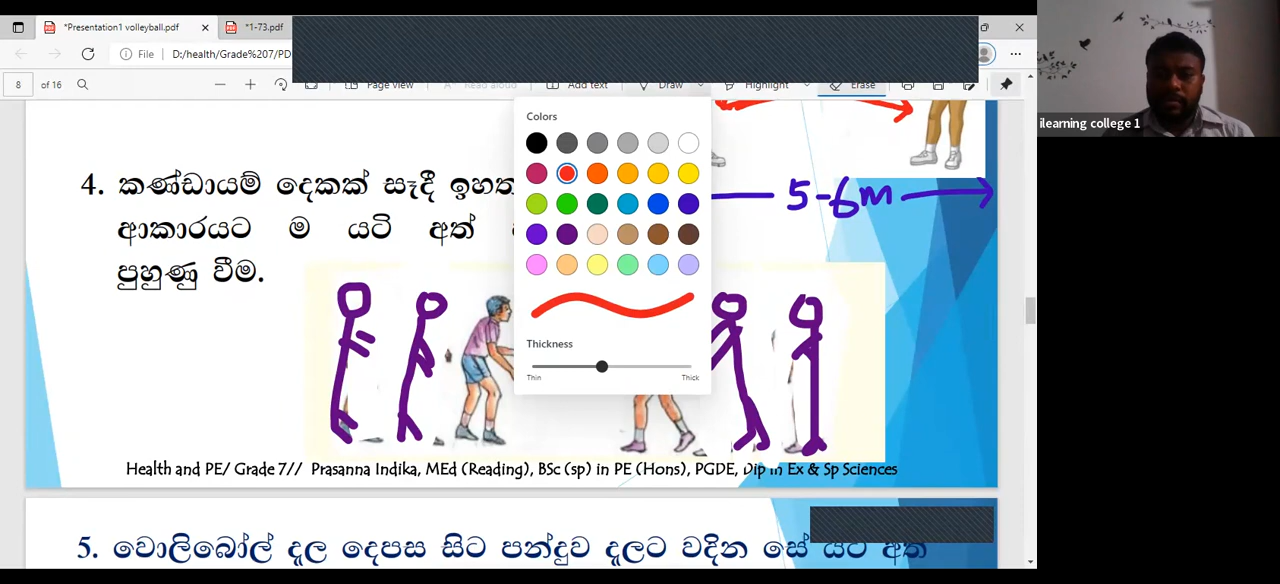 *Presentation1 volleyball.pdf
*1-73.pdf
File D:/health/Grade%207/PD
8 of 16
Page view
Read aloud
Add text
Draw
Highlight
Erase
Colors
Thickness
Thin Thick
4. කණ්ඩායම් දෙකක් සෑදී ඉහත
ආකාරයට ම යටි අත්
පුහුණු වීම.
5-6m
Health and PE/ Grade 7// Prasanna Indika, MEd (Reading), BSc (sp) in PE (Hons), PGDE, Dip in Ex & Sp Sciences
5. වොලිබෝල් දැල දෙපස සිට පන්දුව දැලට වදින සේ යටි අත්
ilearning college 1